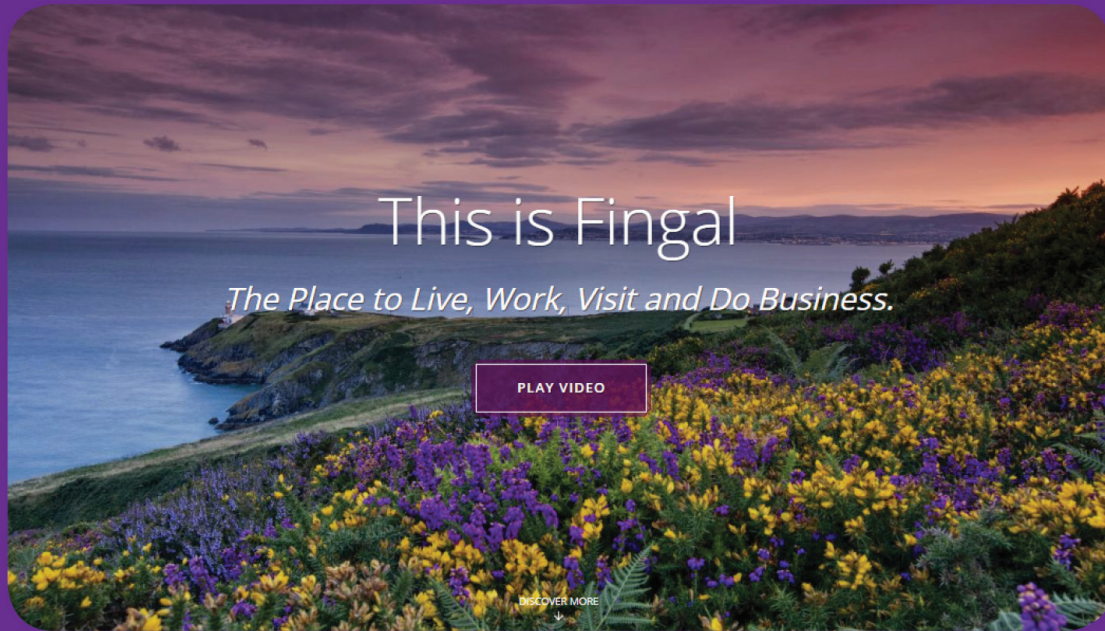 This is Fingal
The Place to Live, Work, Visit and Do Business.
PLAY VIDEO
DISCOVER MORE